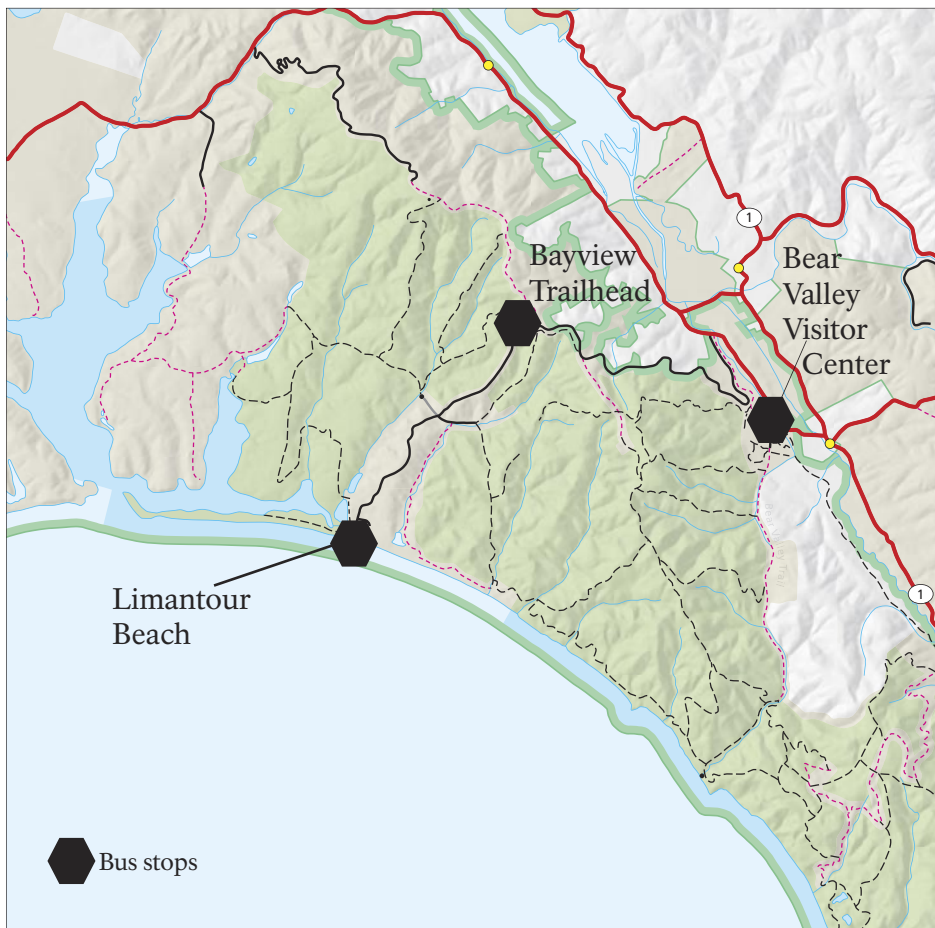 1
Bayview
Trailhead
Bear
Valley
Visitor
Center
Limantour
Beach
1
Bus stops